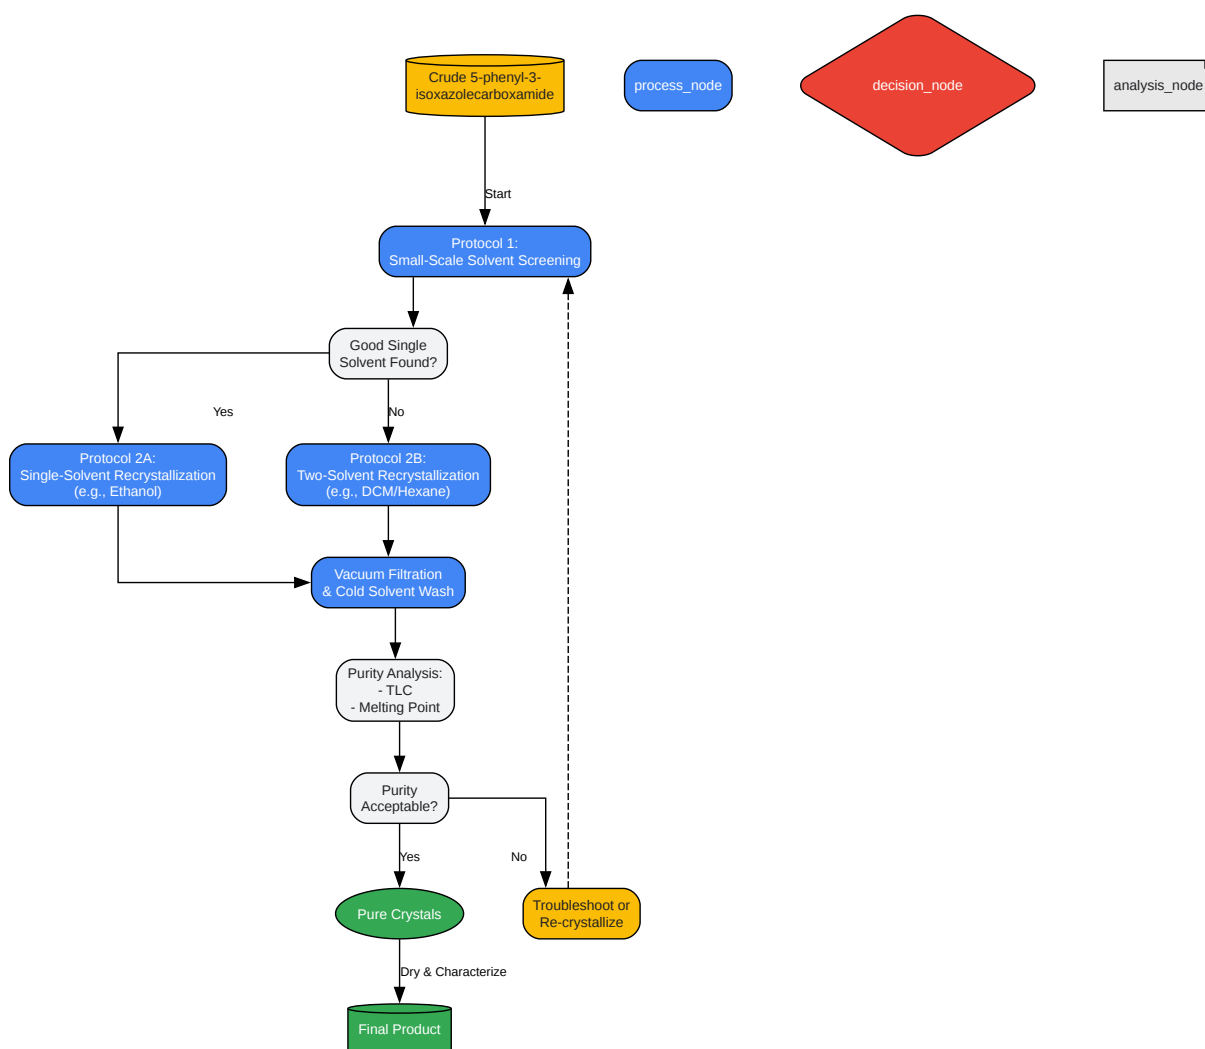 Crude 5-phenyl-3-
isoxazolecarboxamide
process_node
decision_node
analysis_node
Start
Protocol 1:
Small-Scale Solvent Screening
Good Single
Solvent Found?
Yes
No
Protocol 2A:
Single-Solvent Recrystallization
(e.g., Ethanol)
Protocol 2B:
Two-Solvent Recrystallization
(e.g., DCM/Hexane)
Vacuum Filtration
& Cold Solvent Wash
Purity Analysis:
- TLC
- Melting Point
Purity
Acceptable?
Yes
No
Pure Crystals
Troubleshoot or
Re-crystallize
Dry & Characterize
Final Product